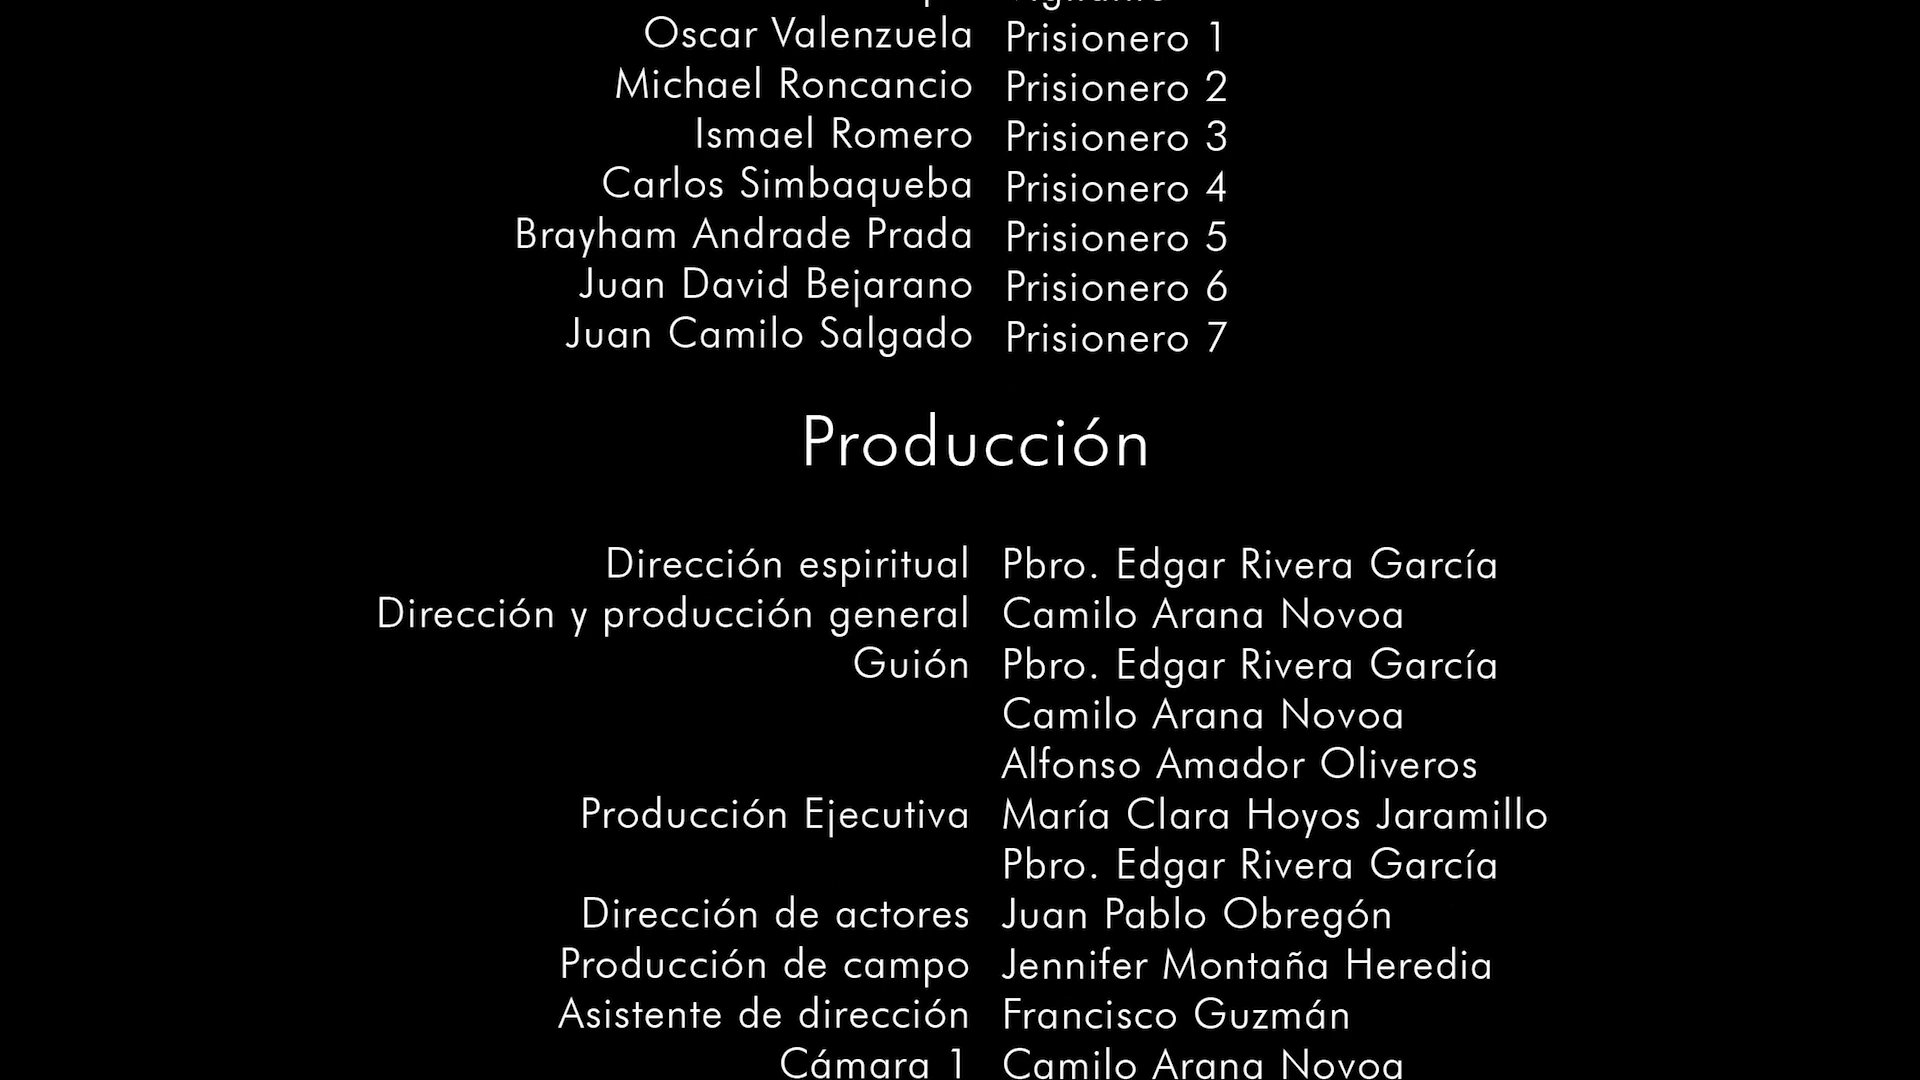 Oscar Valenzuela Prisionero 1
Michael Roncancio Prisionero 2
Ismael Romero Prisionero 3
Carlos Simbaqueba Prisionero 4
Brayham Andrade Prada Prisionero 5
Juan David Bejarano Prisionero 6
Juan Camilo Salgado Prisionero 7
Producción
Dirección espiritual Pbro. Edgar Rivera García
Dirección y producción general Camilo Arana Novoa
Guión Pbro. Edgar Rivera García
Camilo Arana Novoa
Alfonso Amador Oliveros
Producción Ejecutiva María Clara Hoyos Jaramillo
Pbro. Edgar Rivera García
Dirección de actores Juan Pablo Obregón
Producción de campo Jennifer Montaña Heredia
Asistente de dirección Francisco Guzmán
Cámara 1 Camilo Arana Novoa